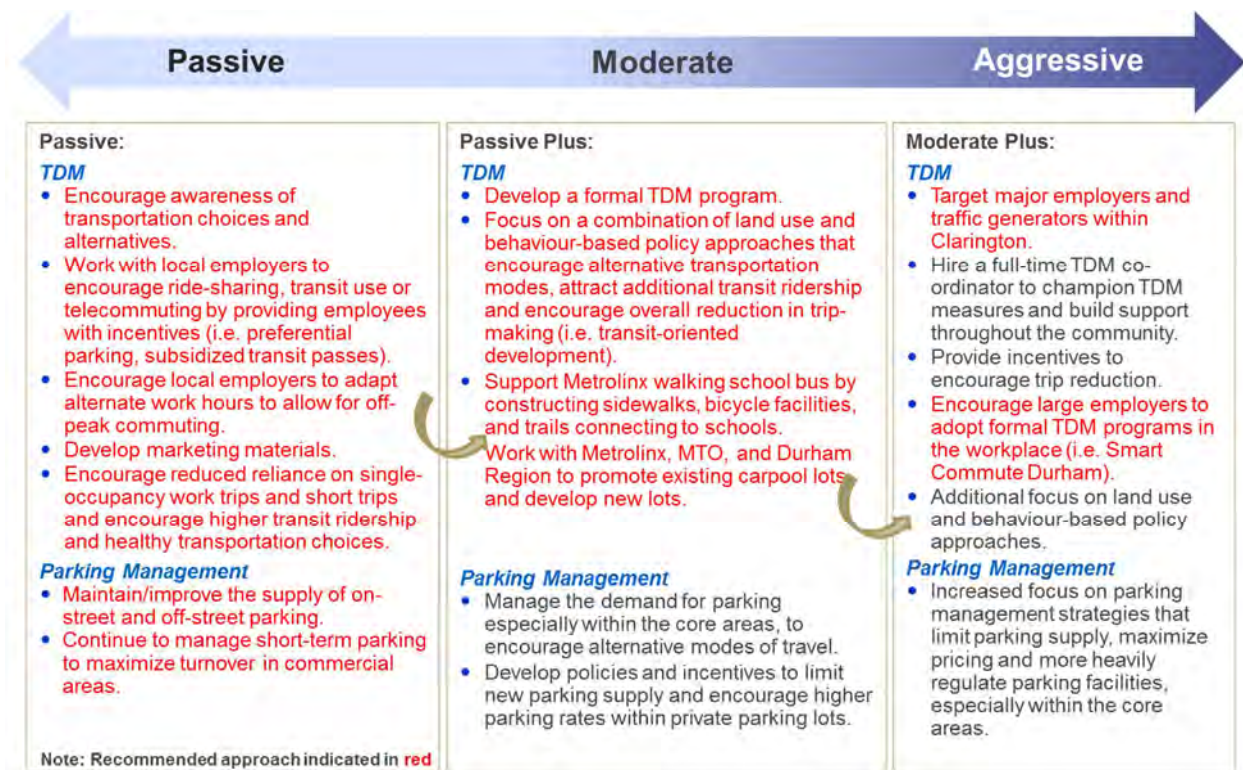 Passive
Moderate
Aggressive
Passive:
TDM
• Encourage awareness of
transportation choices and
alternatives.
• Work with local employers to
encourage ride-sharing, transit use or
telecommuting by providing employees
with incentives (i.e. preferential
parking, subsidized transit passes).
• Encourage local employers to adapt
alternate work hours to allow for off-
peak commuting.
• Develop marketing materials.
• Encourage reduced reliance on single-
occupancy work trips and short trips
and encourage higher transit ridership
and healthy transportation choices.
Parking Management
• Maintain/improve the supply of on-
street and off-street parking.
• Continue to manage short-term parking
to maximize turnover in commercial
areas.
Note: Recommended approach indicated in red
Passive Plus:
TDM
• Develop a formal TDM program.
• Focus on a combination of land use and
behaviour-based policy approaches that
encourage alternative transportation
modes, attract additional transit ridership
and encourage overall reduction in trip-
making (i.e. transit-oriented
development).
• Support Metrolinx walking school bus by
constructing sidewalks, bicycle facilities,
and trails connecting to schools.
Work with Metrolinx, MTO, and Durham
Region to promote existing carpool lots
and develop new lots.
Parking Management
• Manage the demand for parking
especially within the core areas, to
encourage alternative modes of travel.
• Develop policies and incentives to limit
new parking supply and encourage higher
parking rates within private parking lots.
Moderate Plus:
TDM
• Target major employers and
traffic generators within
Clarington.
• Hire a full-time TDM co-
ordinator to champion TDM
measures and build support
throughout the community.
• Provide incentives to
encourage trip reduction.
• Encourage large employers to
adopt formal TDM programs in
the workplace (i.e. Smart
Commute Durham).
• Additional focus on land use
and behaviour-based policy
approaches.
Parking Management
• Increased focus on parking
management strategies that
limit parking supply, maximize
pricing and more heavily
regulate parking facilities,
especially within the core
areas.